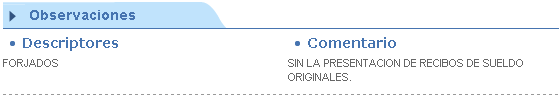 Observaciones
Descriptores
Comentario
FORJADOS
SIN LA PRESENTACION DE RECIBOS DE SUELDO
ORIGINALES.